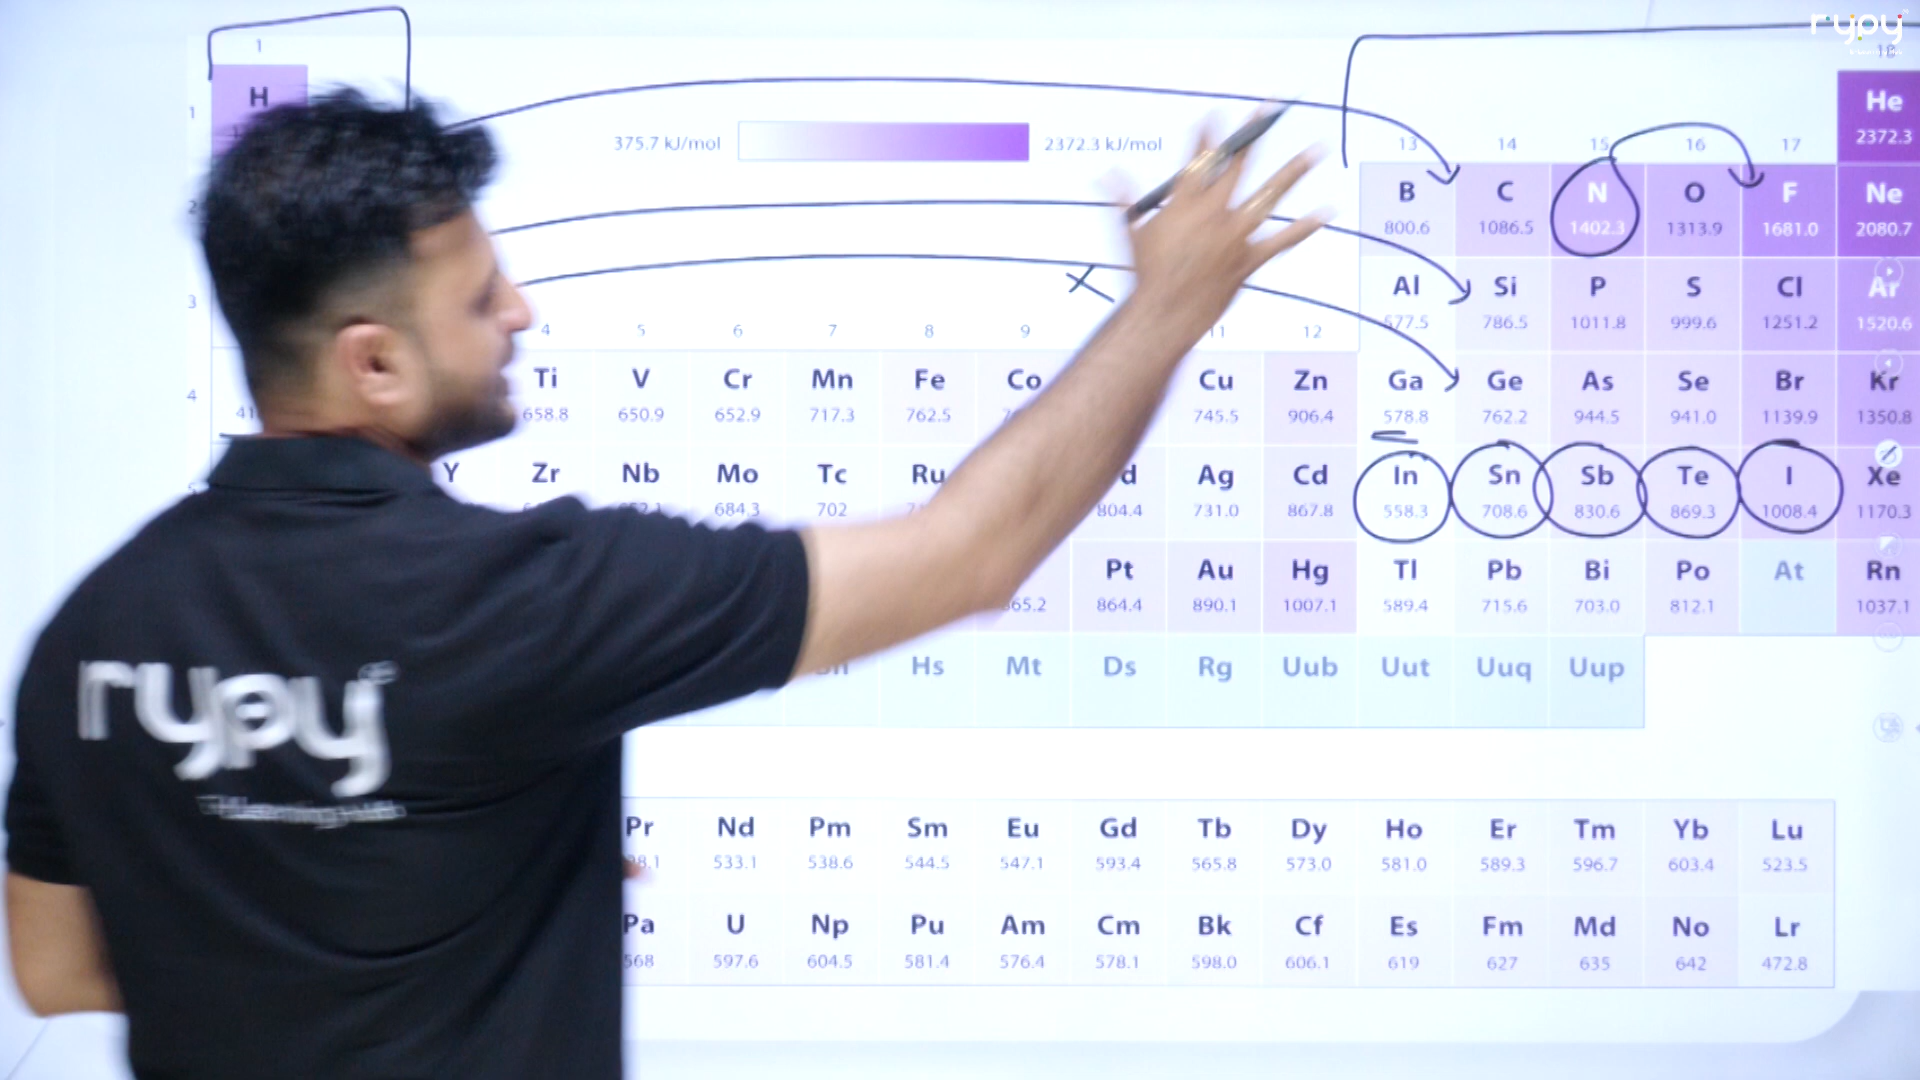 rypy
18
1
H
1
He
2372.3
375.7 kJ/mol
2372.3 kJ/mol
13 14 15 16 17
2
B C N O F Ne
800.6 1086.5 1402.3 1313.9 1681.0 2080.7
3
Al Si P S Cl Ar
577.5 786.5 1011.8 999.6 1251.2 1520.6
4 5 6 7 8 9 11 12
4
Ti V Cr Mn Fe Co Cu Zn Ga Ge As Se Br Kr
41 658.8 650.9 652.9 717.3 762.5 745.5 906.4 578.8 762.2 944.5 941.0 1139.9 1350.8
Y Zr Nb Mo Tc Ru d Ag Cd In Sn Sb Te I Xe
684.3 702 804.4 731.0 867.8 558.3 708.6 830.6 869.3 1008.4 1170.3
Pt Au Hg Tl Pb Bi Po At Rn
865.2 864.4 890.1 1007.1 589.4 715.6 703.0 812.1 1037.1
Hs Mt Ds Rg Uub Uut Uuq Uup
rypy
Pr Nd Pm Sm Eu Gd Tb Dy Ho Er Tm Yb Lu
533.1 538.6 544.5 547.1 593.4 565.8 573.0 581.0 589.3 596.7 603.4 523.5
Pa U Np Pu Am Cm Bk Cf Es Fm Md No Lr
568 597.6 604.5 581.4 576.4 578.1 598.0 606.1 619 627 635 642 472.8